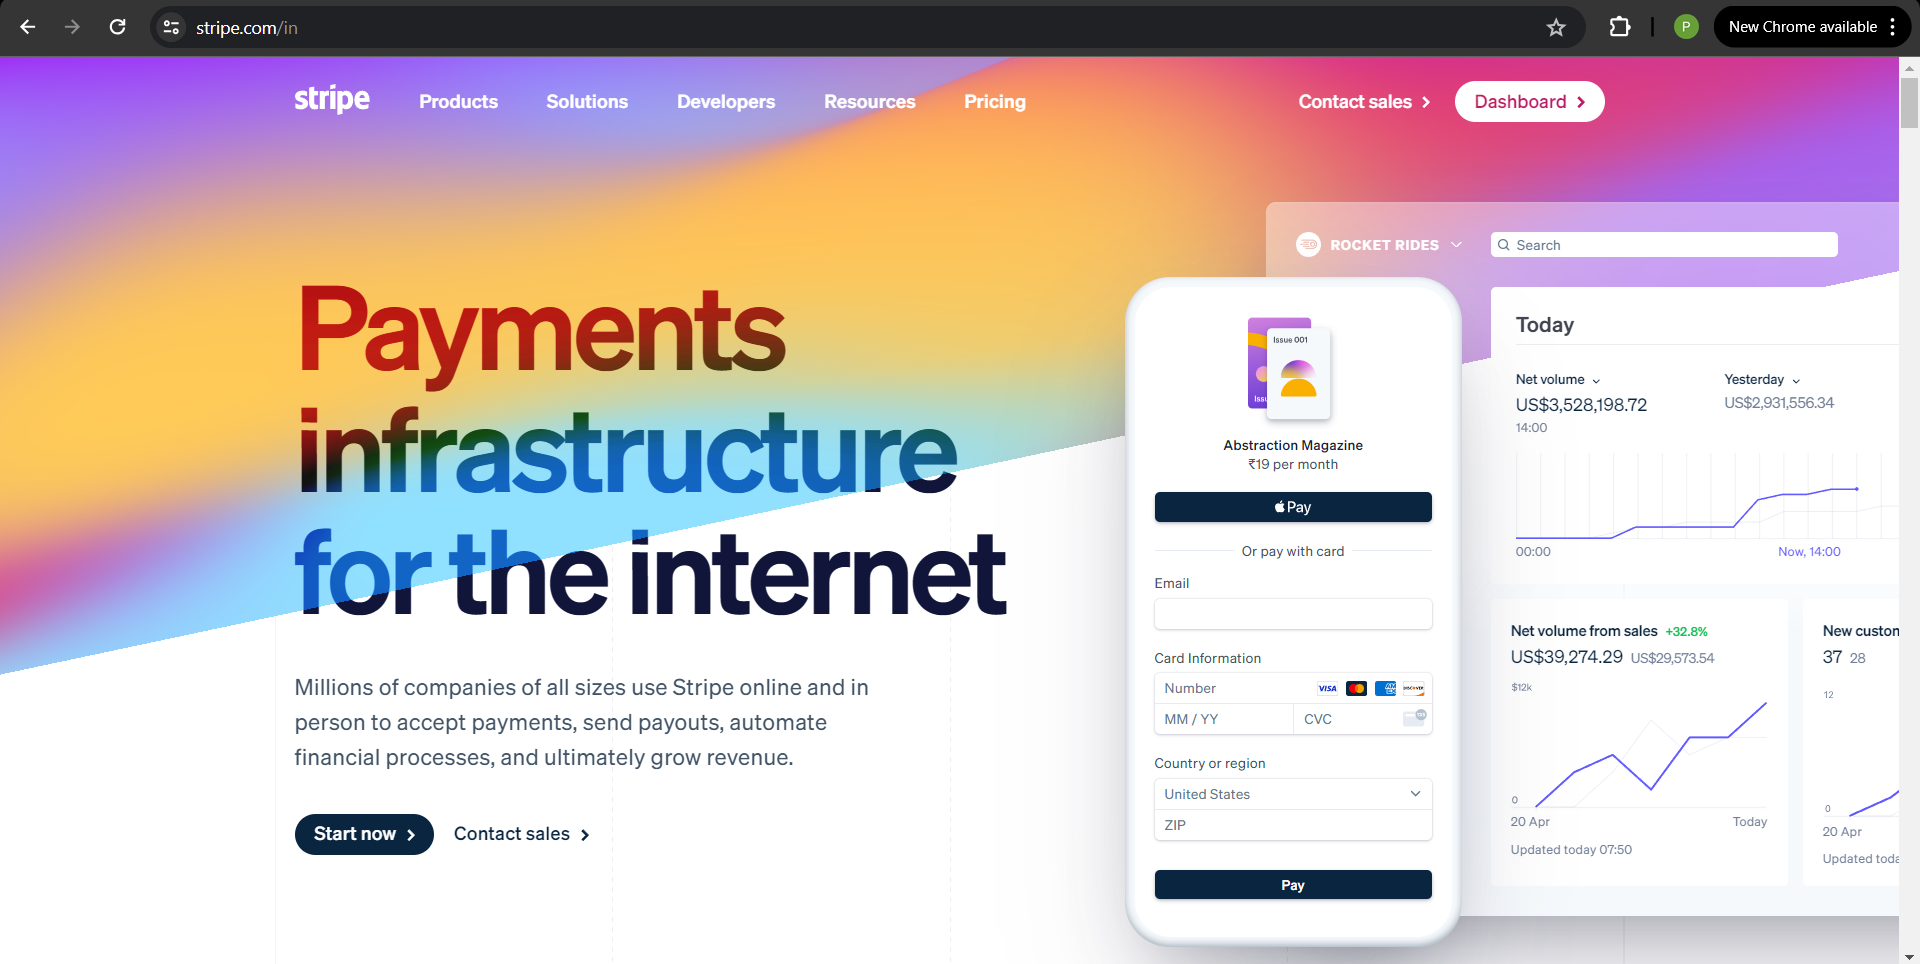 stripe.com/in
P
New Chrome available
stripe
Products
Solutions
Developers
Resources
Pricing
Contact sales
Dashboard
Payments
infrastructure
for the internet
Millions of companies of all sizes use Stripe online and in
person to accept payments, send payouts, automate
financial processes, and ultimately grow revenue.
Start now
Contact sales
Issue 001
Issu
Abstraction Magazine
₹19 per month
Pay
Or pay with card
Email
Card Information
Number
VISA
AMEX
DISCOVER
MM / YY
CVC
Country or region
United States
ZIP
Pay
ROCKET RIDES
Search
Today
Net volume
US$3,528,198.72
14:00
Yesterday
US$2,931,556.34
00:00
Now, 14:00
Net volume from sales +32.8%
US$39,274.29 US$29,573.54
$12k
0
20 Apr
Today
Updated today 07:50
New custon
37 28
12
0
20 Apr
Updated toda